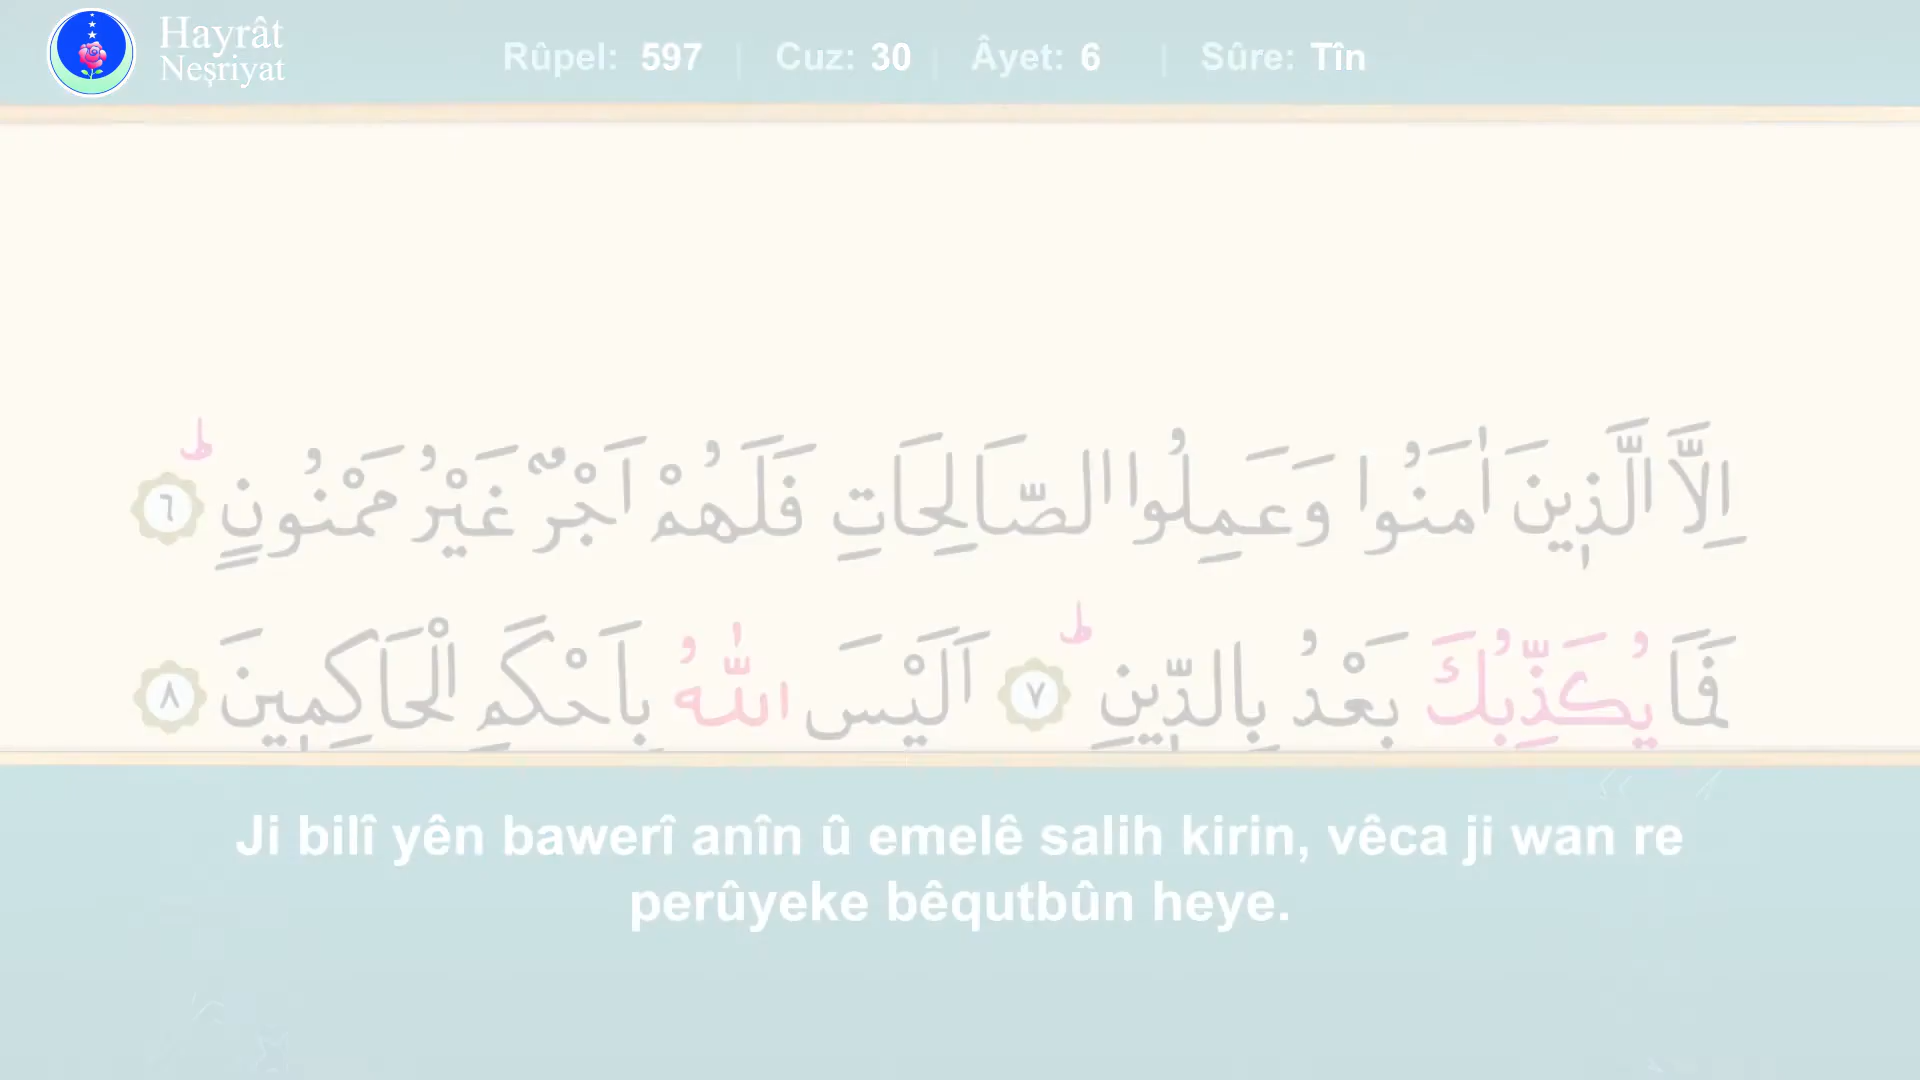 Hayrât
Neşriyat
Rûpel: 597 | Cuz: 30 | Âyet: 6 | Sûre: Tîn
اِلَّا الَّذ۪ينَ اٰمَنُوا وَعَمِلُوا الصَّالِحَاتِ فَلَهُمْ اَجْرٌ غَيْرُ مَمْنُونٍ ۜ ٦
فَمَا يُكَذِّبُكَ بَعْدُ بِالدّ۪ينِ ۜ ٧ اَلَيْسَ اللّٰهُ بِاَحْكَمِ الْحَاكِم۪ينَ ٨
Ji bilî yên bawerî anîn û emelê salih kirin, vêca ji wan re
perûyeke bêqutbûn heye.